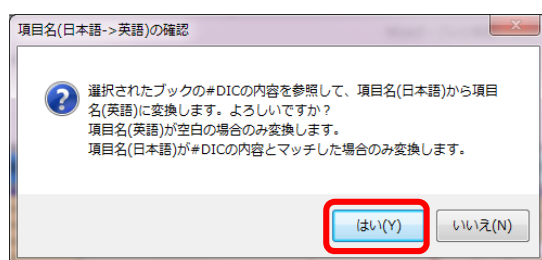 項目名(日本語->英語)の確認
選択されたブックの#DICの内容を参照して、項目名(日本語)から項目
名(英語)に変換します。よろしいですか?
項目名(英語)が空白の場合のみ変換します。
項目名(日本語)が#DICの内容とマッチした場合のみ変換します。
はい(Y)
いいえ(N)